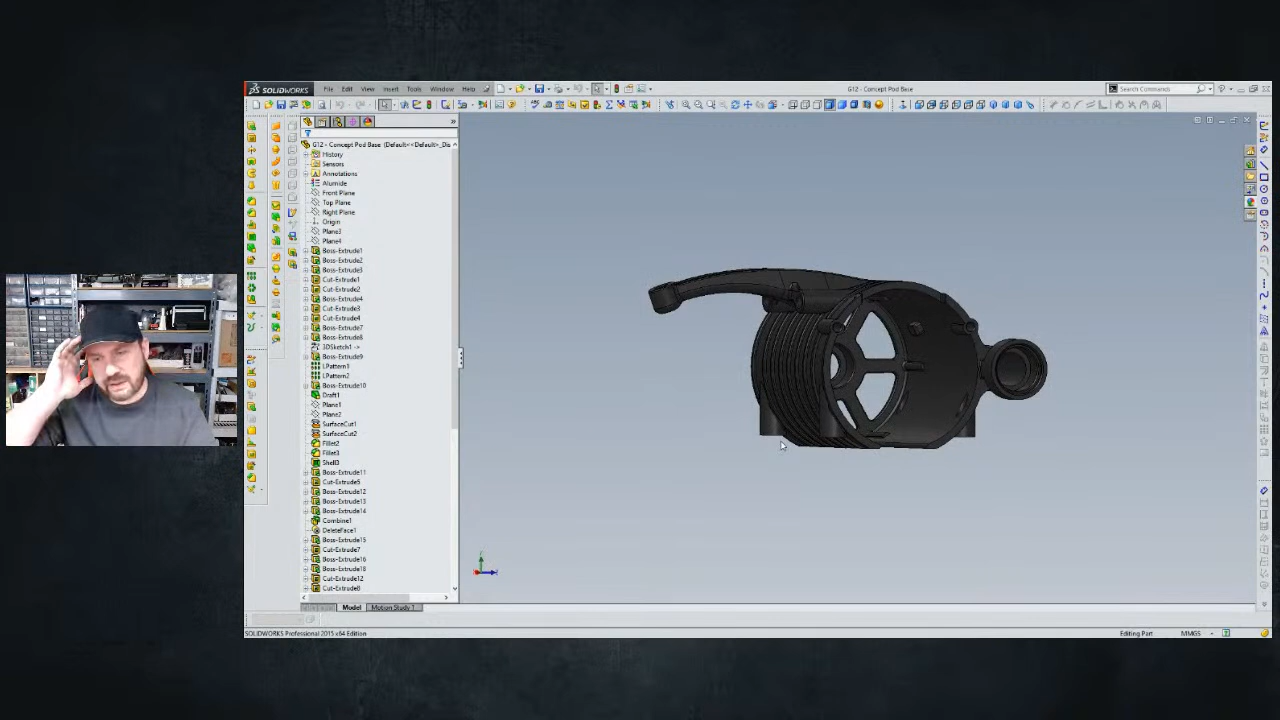 SOLIDWORKS File Edit View Insert Tools Window Help G12 - Concept Pod Base Search Commands
G12 - Concept Pod Base (Default<<Default>_Dis
History
Sensors
Annotations
Alumide
Front Plane
Top Plane
Right Plane
Origin
Plane3
Plane4
Boss-Extrude1
Boss-Extrude2
Boss-Extrude3
Cut-Extrude1
Cut-Extrude2
Boss-Extrude4
Cut-Extrude3
Cut-Extrude4
Boss-Extrude7
Boss-Extrude8
3DSketch1 ->
Boss-Extrude9
LPattern1
LPattern2
Boss-Extrude10
Draft1
Plane1
Plane2
SurfaceCut1
SurfaceCut2
Fillet2
Fillet3
Shell3
Boss-Extrude11
Cut-Extrude5
Boss-Extrude12
Boss-Extrude13
Boss-Extrude14
Combine1
DeleteFace1
Boss-Extrude15
Cut-Extrude7
Boss-Extrude16
Boss-Extrude18
Cut-Extrude12
Cut-Extrude8
Model Motion Study 1
SOLIDWORKS Professional 2015 x64 Edition Editing Part MMGS